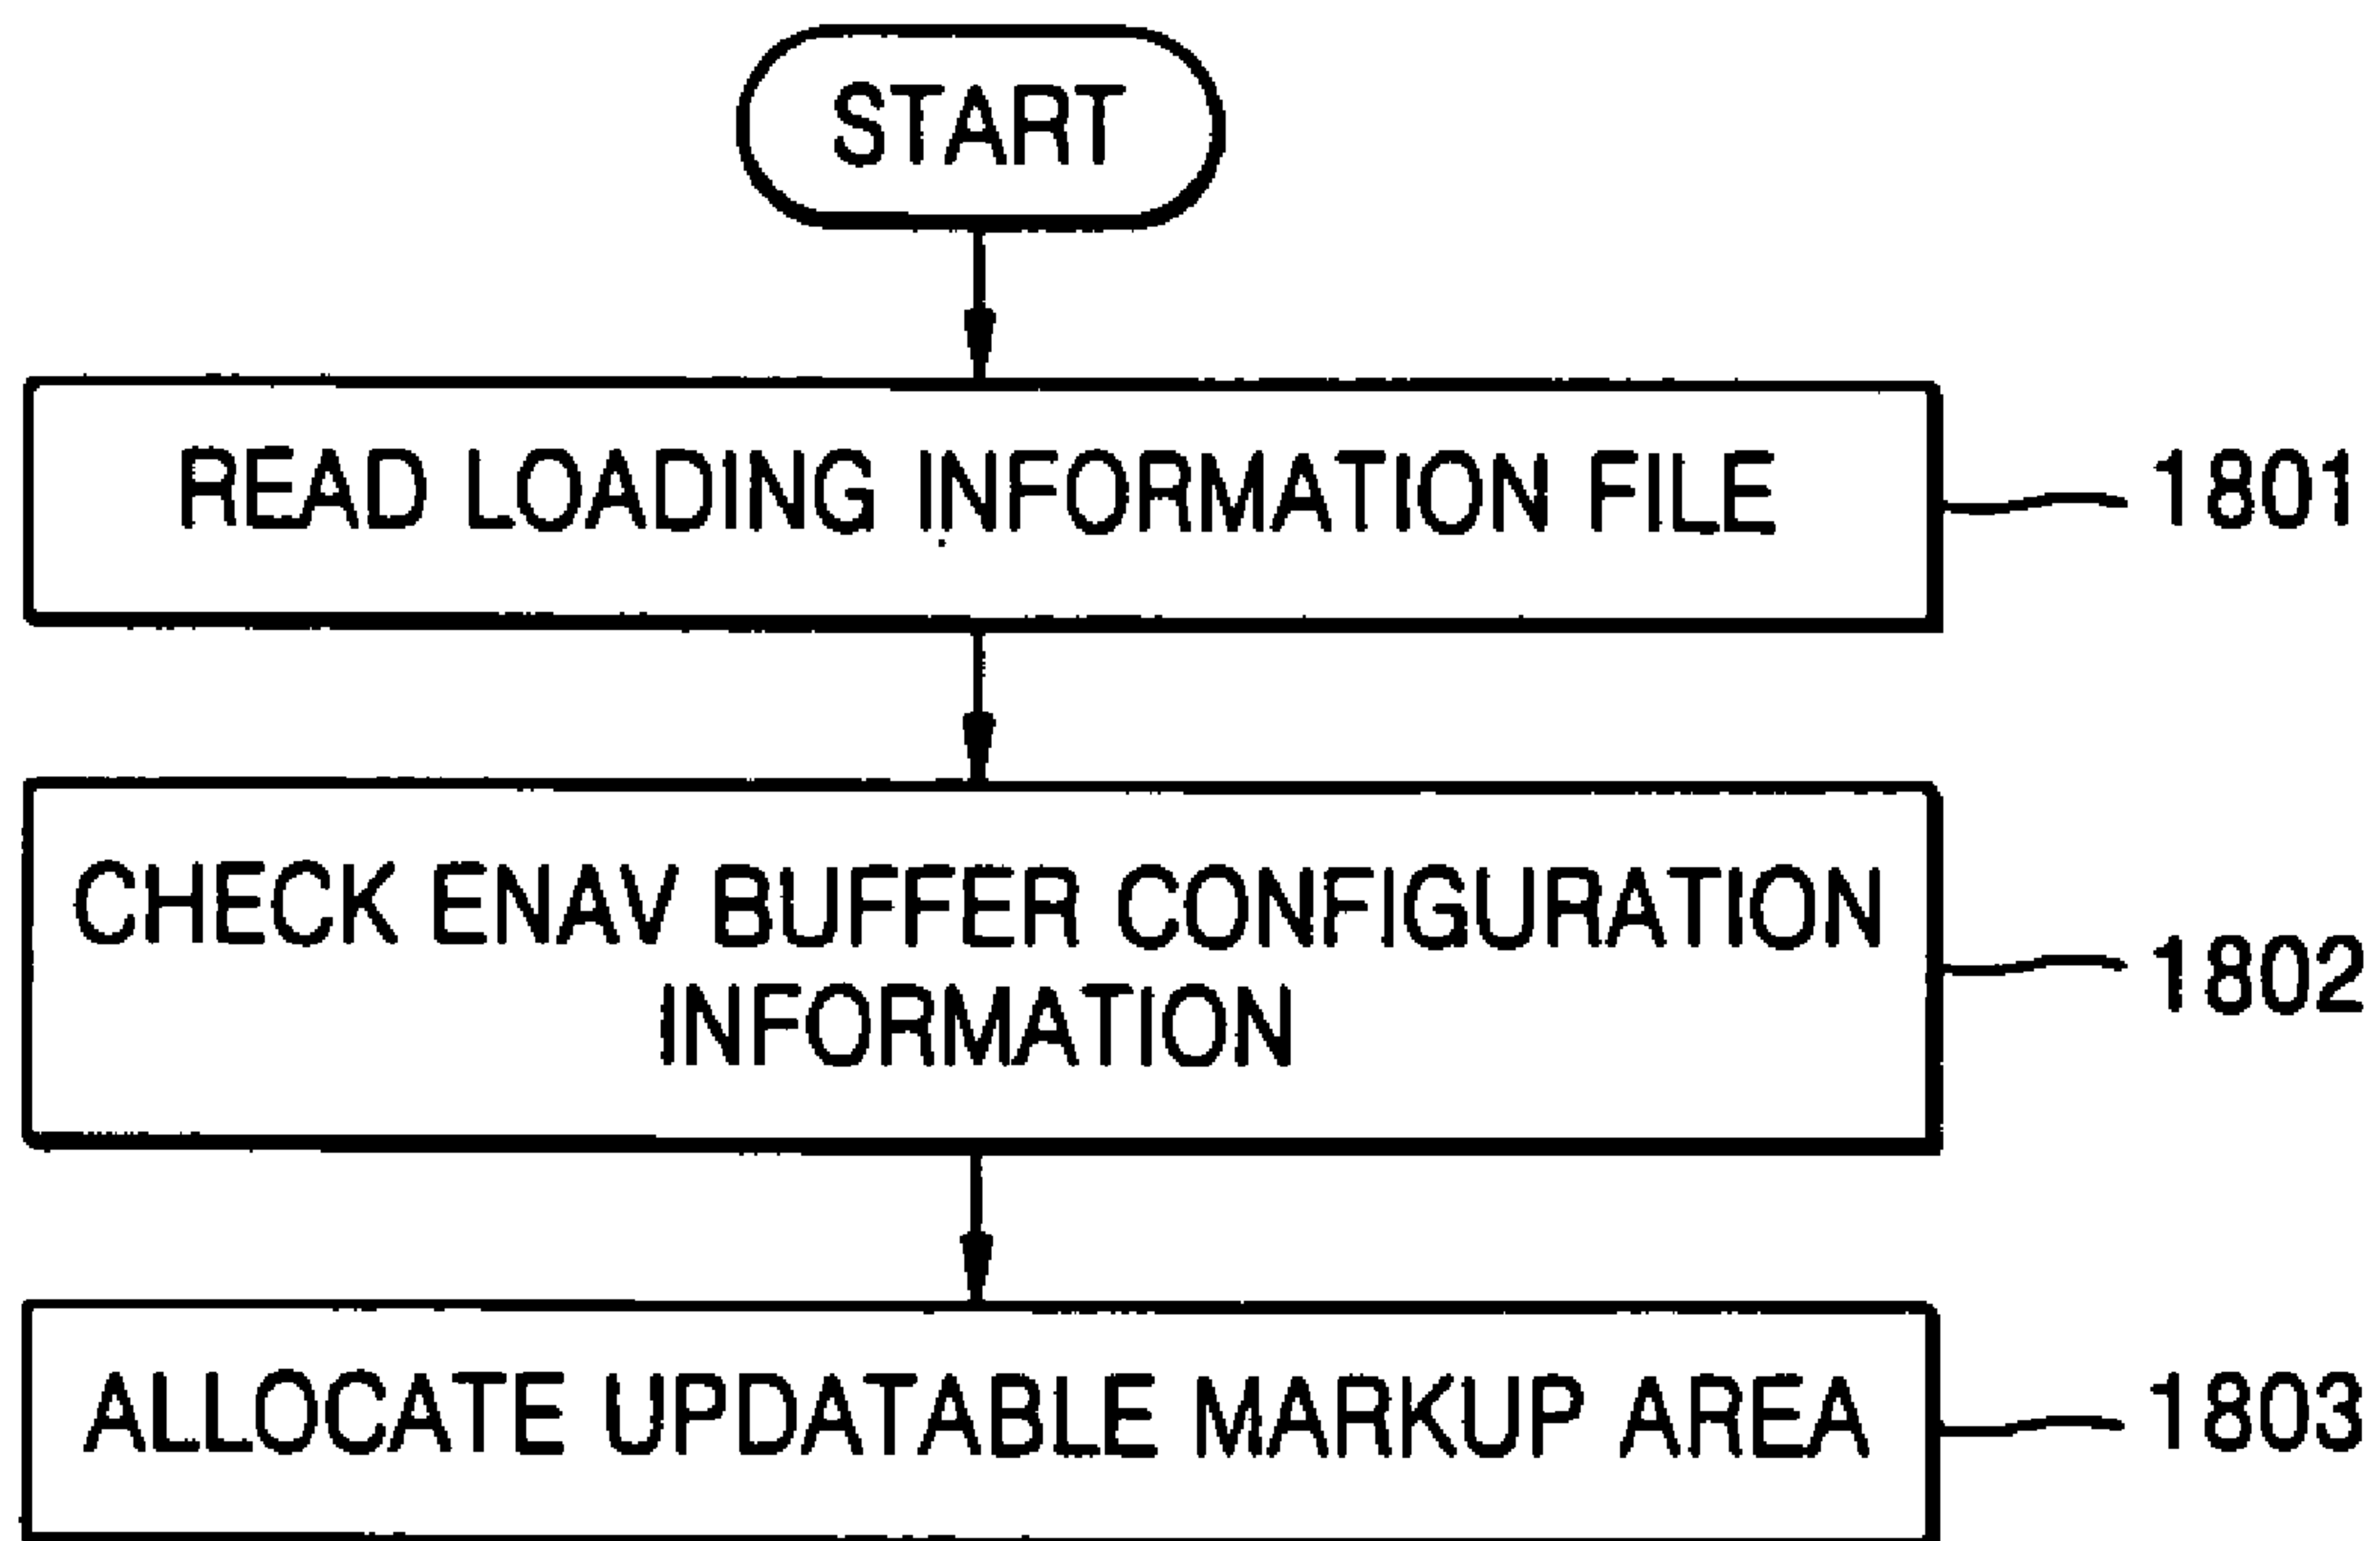 START
READ LOADING INFORMATION FILE
1801
CHECK ENAV BUFFER CONFIGURATION
INFORMATION
1802
ALLOCATE UPDATABLE MARKUP AREA
1803